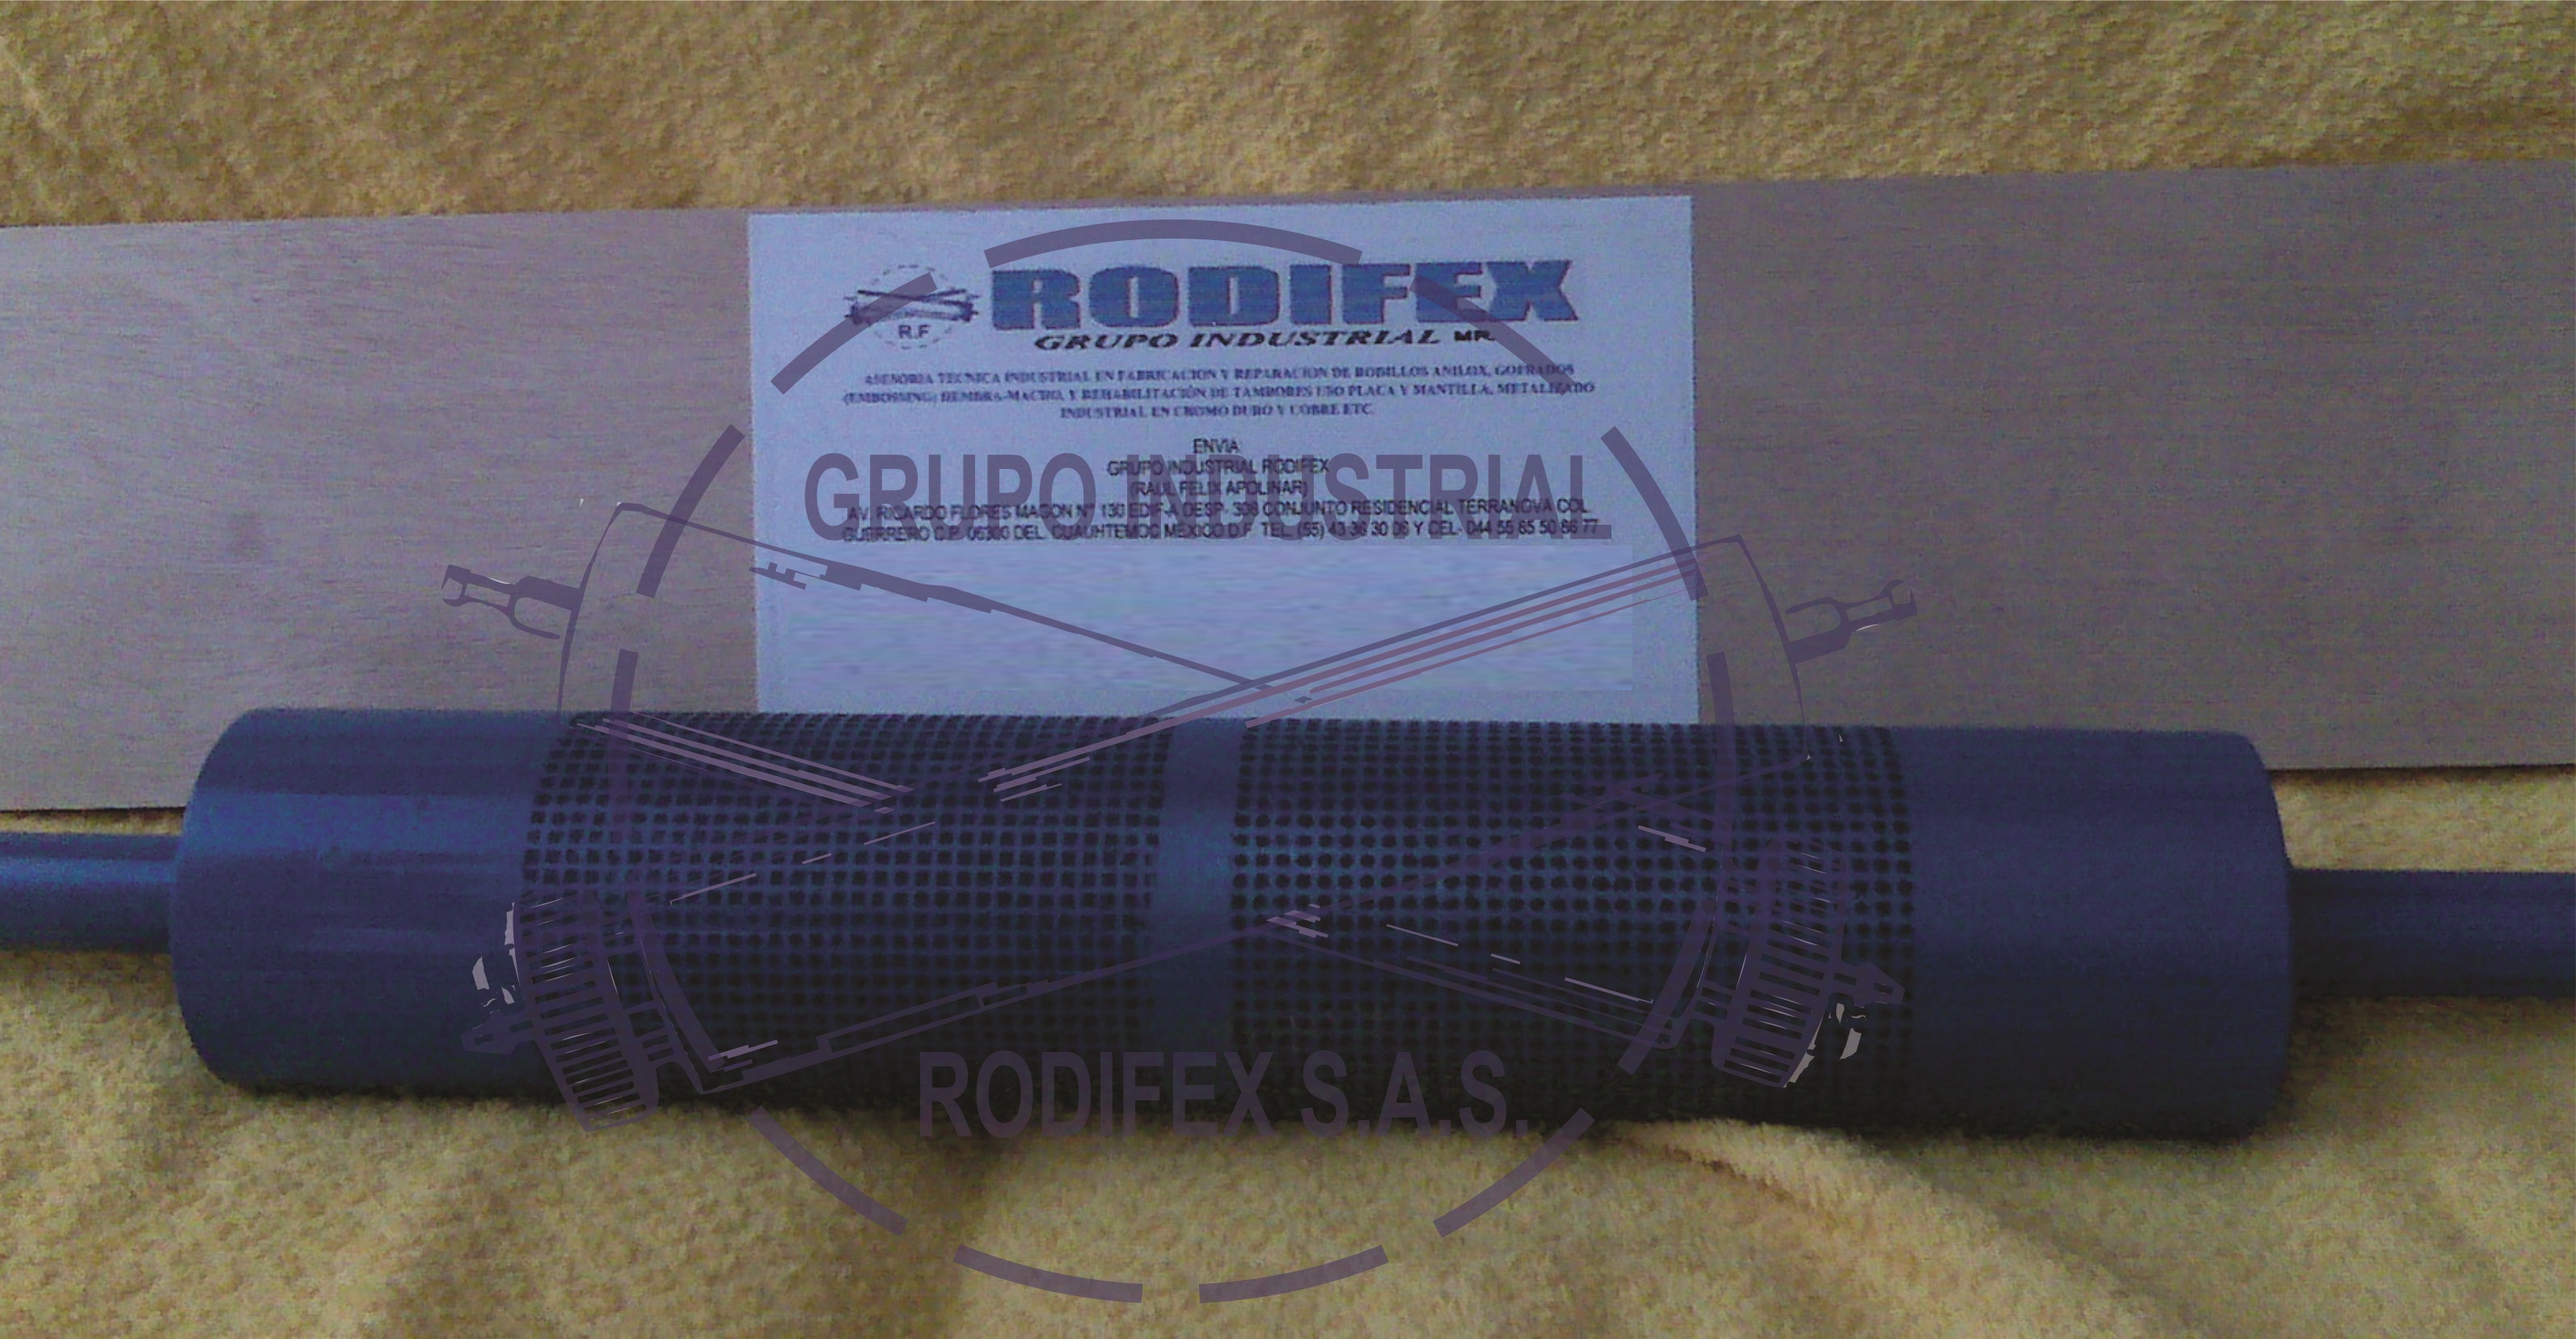 RODIFEX
R.F
GRUPO INDUSTRIAL MR.
ASESORIA TECNICA INDUSTRIAL EN FABRICACION Y REPARACION DE RODILLOS ANILOX, GOFRADOS
(EMBOSSING) HEMBRA-MACHO, Y REHABILITACIÓN DE TAMBORES USO PLACA Y MANTILLA, METALIZADO
INDUSTRIAL EN CROMO DURO Y COBRE ETC.
ENVIA:
GRUPO INDUSTRIAL RODIFEX
(RAUL FELIX APOLINAR)
AV. RICARDO FLORES MAGON N° 130 EDIF-A DESP- 308 CONJUNTO RESIDENCIAL TERRANOVA COL.
GUERRERO C.P. 06300 DEL. CUAUHTEMOC MEXICO D.F. TEL. (55) 43 36 30 06 Y CEL- 044 55 85 50 86 77
GRUPO INDUSTRIAL
RODIFEX S.A.S.